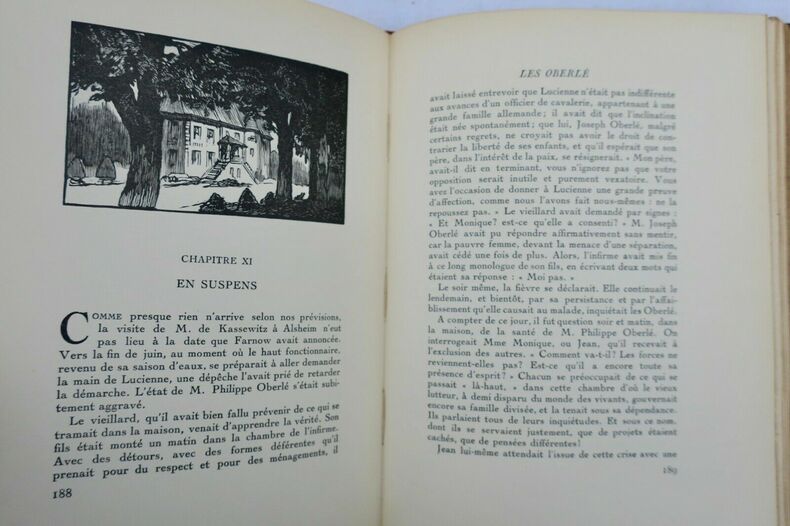 CHAPITRE XI
EN SUSPENS
COMME presque rien n'arrive selon nos prévisions,
la visite de M. de Kassewitz à Alsheim n'eut
pas lieu à la date que Farnow avait annoncée.
Vers la fin de juin, au moment où le haut fonctionnaire,
revenu de sa saison d'eaux, se préparait à aller demander
la main de Lucienne, une dépêche l'avait prié de retarder
la démarche. L'état de M. Philippe Oberlé s'était subi-
tement aggravé.
Le vieillard, qu'il avait bien fallu prévenir de ce qui se
tramait dans la maison, venait d'apprendre la vérité. Son
fils était monté un matin dans la chambre de l'infirme.
Avec des détours, avec des formes déférentes qu'il
prenait pour du respect et pour des ménagements, il
188
LES OBERLÉ
avait laissé entrevoir que Lucienne n'était pas indifférente
aux avances d'un officier de cavalerie, appartenant à une
grande famille allemande; il avait dit que l'inclination
était née spontanément; que lui, Joseph Oberlé, malgré
certains regrets, ne croyait pas avoir le droit de con-
trarier la liberté de ses enfants, et qu'il espérait que son
père, dans l'intérêt de la paix, se résignerait. « Mon père,
avait-il dit en terminant, vous n'ignorez pas que votre
opposition serait inutile et purement vexatoire. Vous
avez l'occasion de donner à Lucienne une grande preuve
d'affection, comme nous l'avons fait nous-mêmes : ne la
repoussez pas. » Le vieillard avait demandé par signes :
« Et Monique? est-ce qu'elle a consenti? » M. Joseph
Oberlé avait pu répondre affirmativement sans mentir,
car la pauvre femme, devant la menace d'une séparation,
avait cédé une fois de plus. Alors, l'infirme avait mis fin
à ce long monologue de son fils, en écrivant deux mots qui
étaient sa réponse : « Moi pas. »
Le soir même, la fièvre se déclarait. Elle continuait le
lendemain, et bientôt, par sa persistance et par l'affai-
blissement qu'elle causait au malade, inquiétait les Oberlé.
A compter de ce jour, il fut question soir et matin, dans
la maison, de la santé de M. Philippe Oberlé. On
interrogeait Mme Monique, ou Jean, qu'il recevait à
l'exclusion des autres. « Comment va-t-il? Les forces ne
reviennent-elles pas? Est-ce qu'il a encore toute sa
présence d'esprit? » Chacun se préoccupait de ce qui se
passait « là-haut, » dans cette chambre d'où le vieux
lutteur, à demi disparu du monde des vivants, gouvernait
encore sa famille divisée, et la tenait sous sa dépendance.
Ils parlaient tous de leurs inquiétudes. Et sous ce nom,
dont ils se servaient justement, que de projets étaient
cachés, que de pensées différentes!
Jean lui-même attendait l'issue de cette crise avec une
189